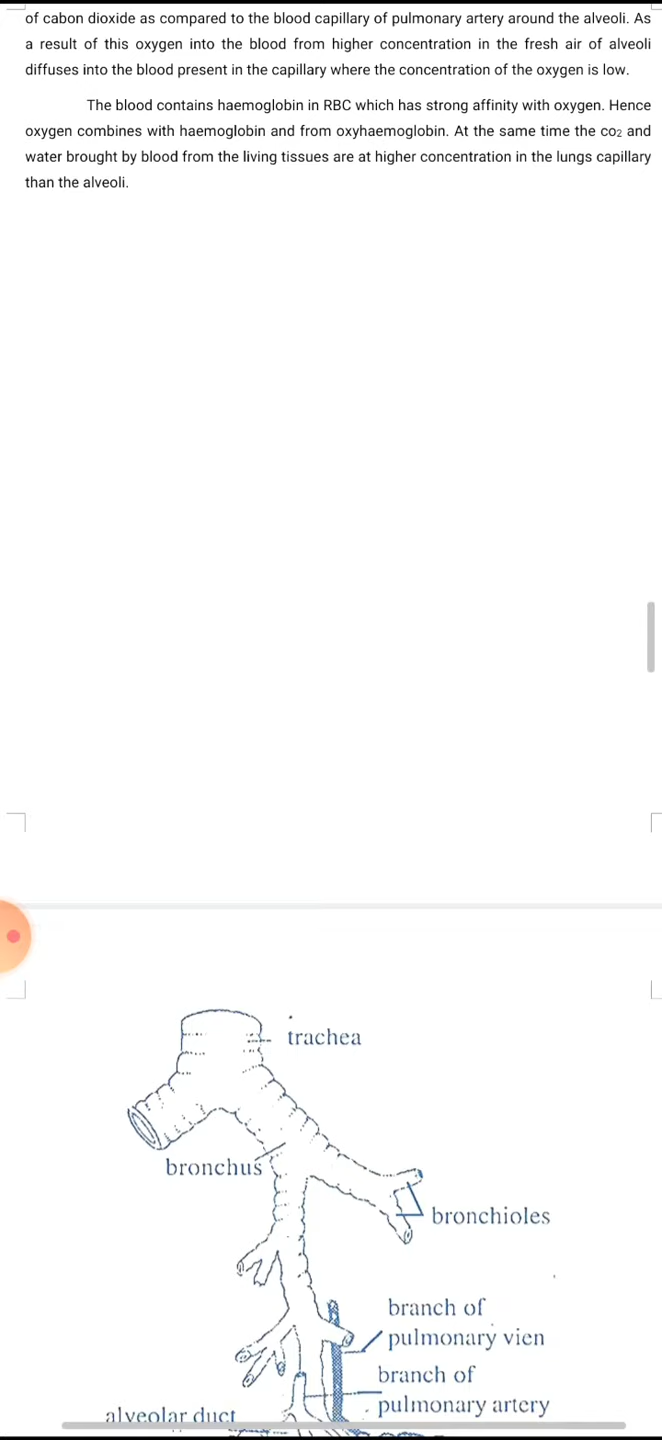 of cabon dioxide as compared to the blood capillary of pulmonary artery around the alveoli. As
a result of this oxygen into the blood from higher concentration in the fresh air of alveoli
diffuses into the blood present in the capillary where the concentration of the oxygen is low.
The blood contains haemoglobin in RBC which has strong affinity with oxygen. Hence
oxygen combines with haemoglobin and from oxyhaemoglobin. At the same time the co₂ and
water brought by blood from the living tissues are at higher concentration in the lungs capillary
than the alveoli.
trachea
bronchus
bronchioles
branch of
pulmonary vien
branch of
pulmonary artery
alveolar duct